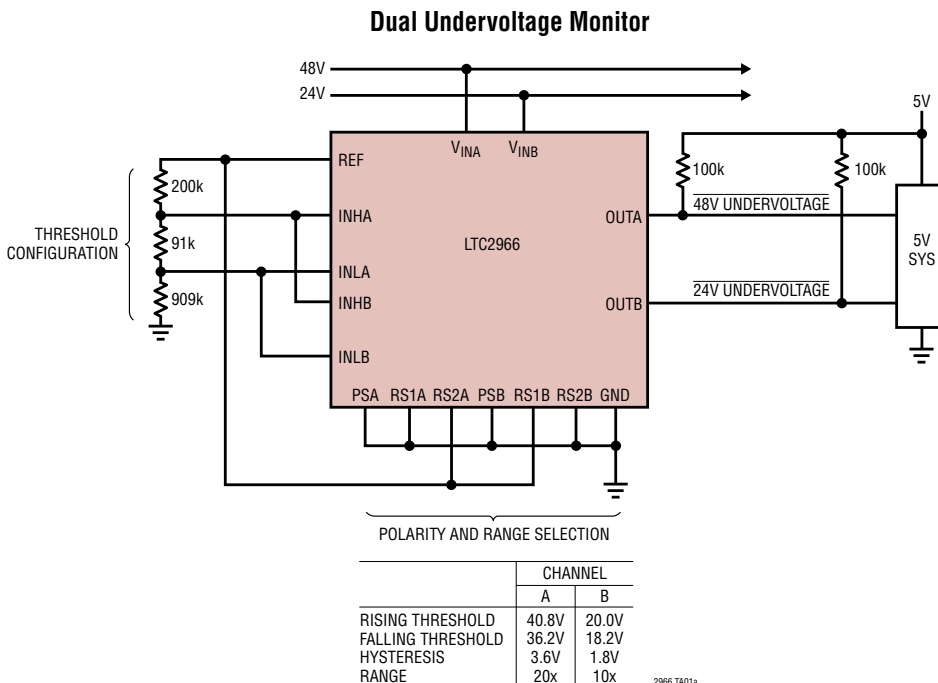 Dual Undervoltage Monitor
48V
24V
5V
REF
VINA
VINB
200k
100k
100k
INHA
OUTA
48V UNDERVOLTAGE
THRESHOLD
CONFIGURATION
91k
LTC2966
5V
SYS
INLA
INHB
OUTB
24V UNDERVOLTAGE
909k
INLB
PSA RS1A RS2A PSB RS1B RS2B GND
POLARITY AND RANGE SELECTION
CHANNEL
A B
RISING THRESHOLD 40.8V 20.0V
FALLING THRESHOLD 36.2V 18.2V
HYSTERESIS 3.6V 1.8V
RANGE 20x 10x
2966 TA01a